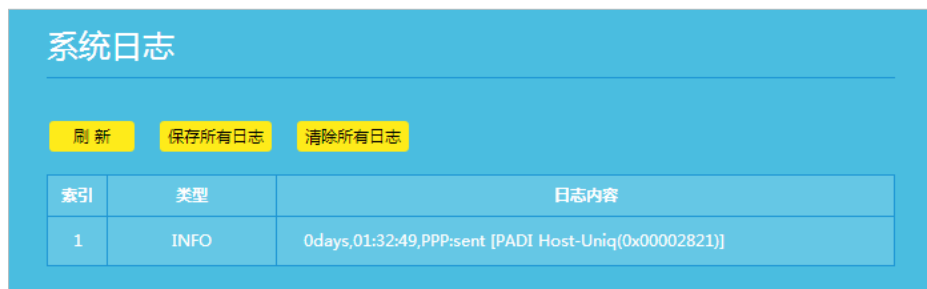 系统日志
刷 新 保存所有日志 清除所有日志
索引 类型 日志内容
1 INFO 0days,01:32:49,PPP:sent [PADI Host-Uniq(0x00002821)]